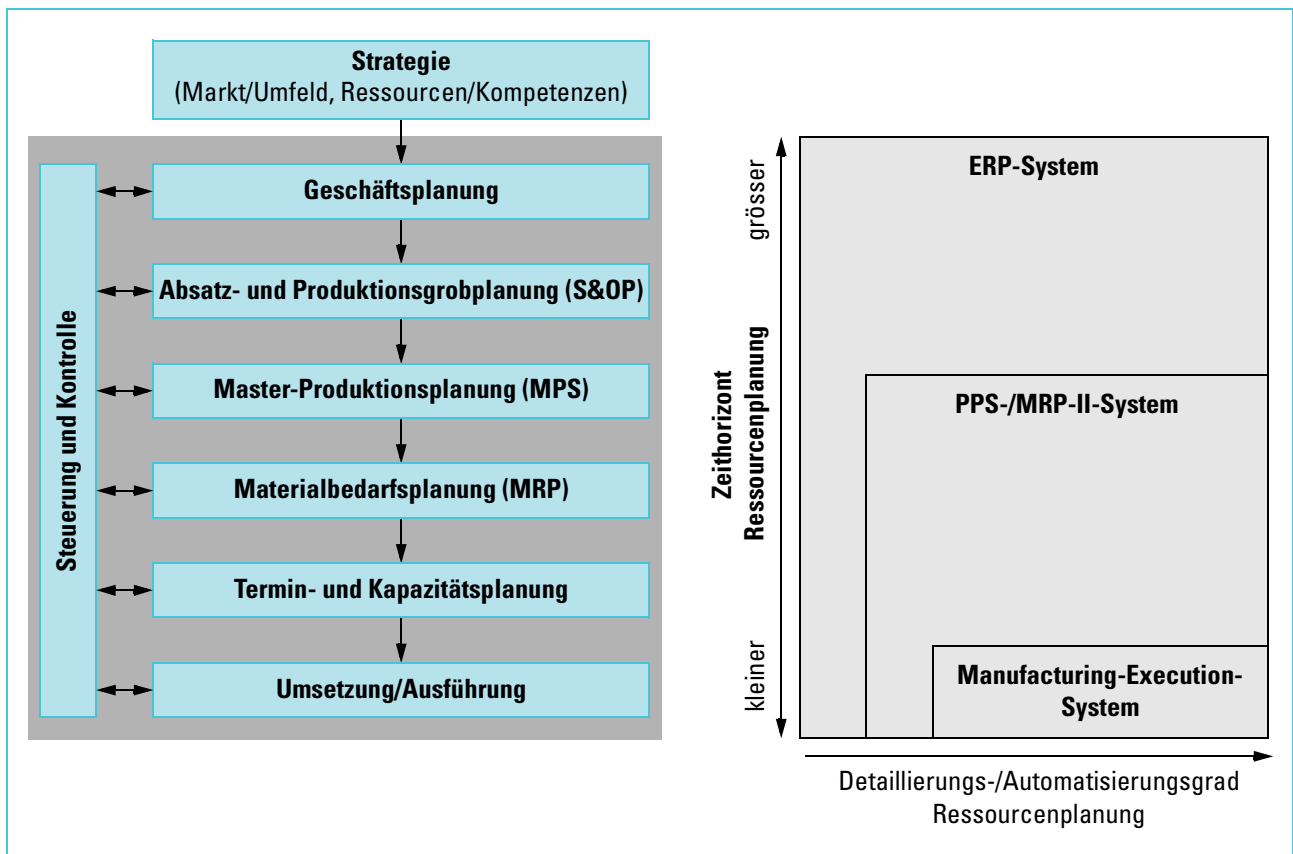 Strategie
(Markt/Umfeld, Ressourcen/Kompetenzen)
Steuerung und Kontrolle
Geschäftsplanung
Absatz- und Produktionsgrobplanung (S&OP)
Master-Produktionsplanung (MPS)
Materialbedarfsplanung (MRP)
Termin- und Kapazitätsplanung
Umsetzung/Ausführung
Zeithorizont
Ressourcenplanung
grösser
kleiner
ERP-System
PPS-/MRP-II-System
Manufacturing-Execution-
System
Detaillierungs-/Automatisierungsgrad
Ressourcenplanung